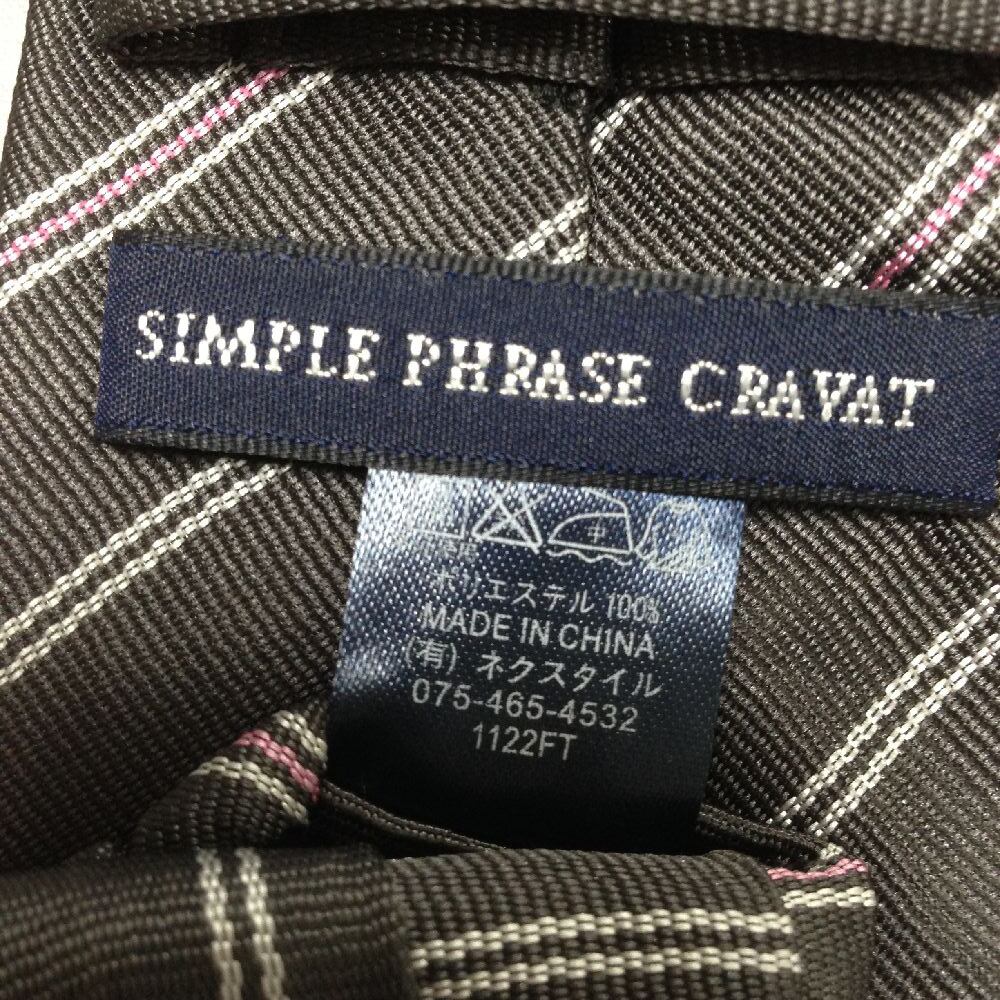 SIMPLE PHRASE CRAVAT
中
ポリエステル 100%
MADE IN CHINA
(有) ネクスタイル
075-465-4532
1122FT